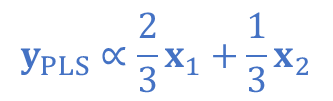 y_PLS ∝ 2/3 x_1 + 1/3 x_2